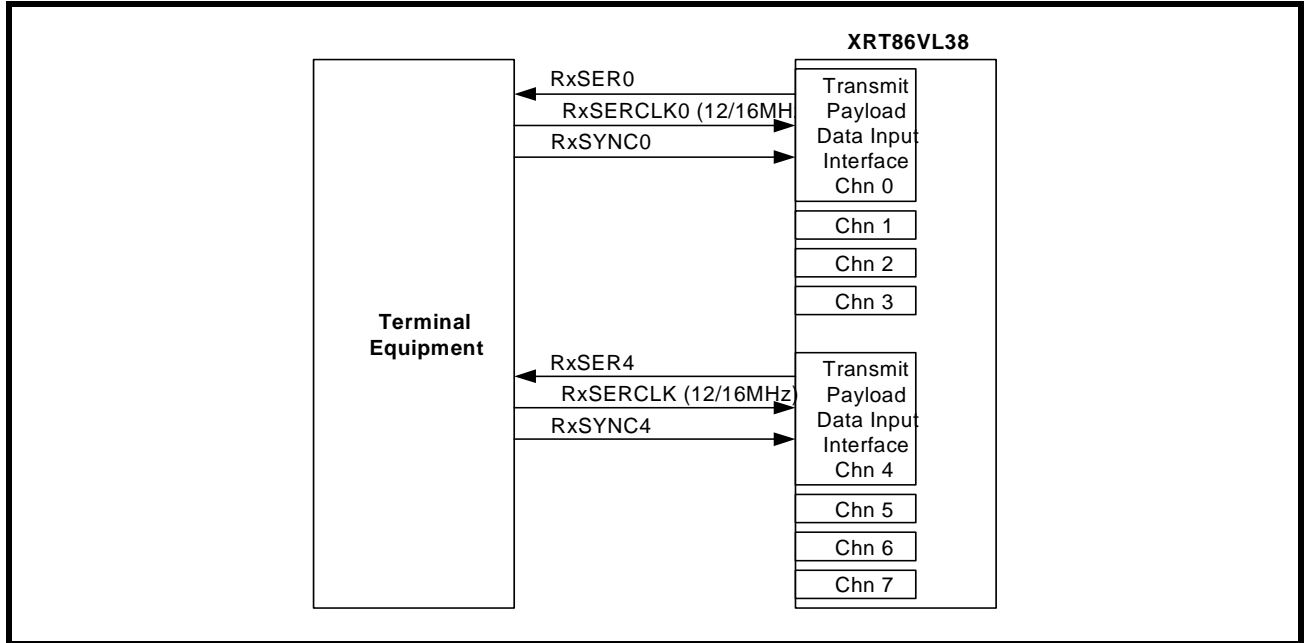 XRT86VL38
RxSER0
RxSERCLK0 (12/16MH
RxSYNC0
Transmit
Payload
Data Input
Interface
Chn 0
Chn 1
Chn 2
Chn 3
Terminal
Equipment
RxSER4
RxSERCLK (12/16MHz)
RxSYNC4
Transmit
Payload
Data Input
Interface
Chn 4
Chn 5
Chn 6
Chn 7